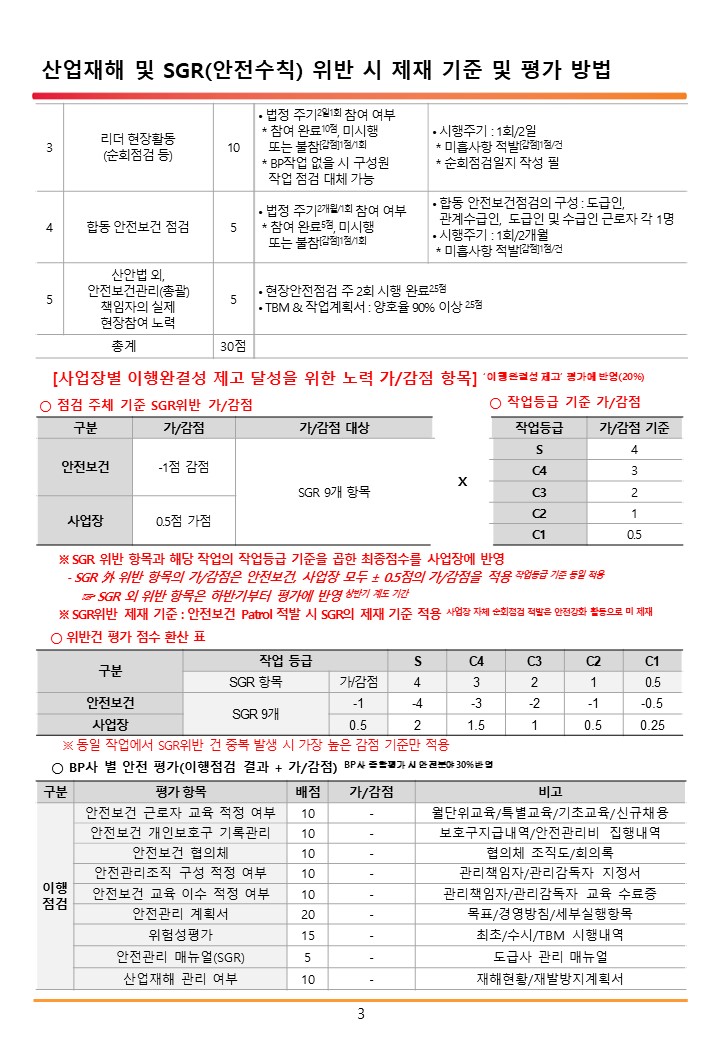 산업재해 및 SGR(안전수칙) 위반 시 제재 기준 및 평가 방법
3
리더 현장활동
(순회점검 등)
10
• 법정 주기2일1회 참여 여부
* 참여 완료10점, 미시행
또는 불참[감점]1점/1회
* BP작업 없을 시 구성원
작업 점검 대체 가능
• 시행주기 : 1회/2일
* 미흡사항 적발[감점]1점/건
* 순회점검일지 작성 필
4
합동 안전보건 점검
5
• 법정 주기2개월/1회 참여 여부
* 참여 완료5점, 미시행
또는 불참[감점]1점/1회
• 합동 안전보건점검의 구성 : 도급인,
관계수급인, 도급인 및 수급인 근로자 각 1명
• 시행주기 : 1회/2개월
* 미흡사항 적발[감점]1점/건
5
산안법 외,
안전보건관리(총괄)
책임자의 실제
현장참여 노력
5
• 현장안전점검 주 2회 시행 완료2.5점
• TBM & 작업계획서 : 양호율 90% 이상 2.5점
총계
30점
[사업장별 이행완결성 제고 달성을 위한 노력 가/감점 항목] ‘이행완결성 제고’ 평가에 반영(20%)
○ 점검 주체 기준 SGR위반 가/감점
구분 가/감점 가/감점 대상
안전보건 -1점 감점
SGR 9개 항목
사업장 0.5점 가점
X
○ 작업등급 기준 가/감점
작업등급 가/감점 기준
S 4
C4 3
C3 2
C2 1
C1 0.5
※ SGR 위반 항목과 해당 작업의 작업등급 기준을 곱한 최종점수를 사업장에 반영
- SGR 外 위반 항목의 가/감점은 안전보건, 사업장 모두 ± 0.5점의 가/감점을 적용 작업등급 기준 동일 적용
☞ SGR 외 위반 항목은 하반기부터 평가에 반영 상반기 계도 기간
※ SGR위반 제재 기준 : 안전보건 Patrol 적발 시 SGR의 제재 기준 적용 사업장 자체 순회점검 적발은 안전강화 활동으로 미 제재
○ 위반건 평가 점수 환산 표
구분 작업 등급 S C4 C3 C2 C1
SGR 항목 가/감점 4 3 2 1 0.5
안전보건 SGR 9개 -1 -4 -3 -2 -1 -0.5
사업장 0.5 2 1.5 1 0.5 0.25
※ 동일 작업에서 SGR위반 건 중복 발생 시 가장 높은 감점 기준만 적용
○ BP사 별 안전 평가(이행점검 결과 + 가/감점) BP사 종합평가 시 안전분야 30% 반영
구분 평가 항목 배점 가/감점 비고
이행
점검
안전보건 근로자 교육 적정 여부 10 - 월단위교육/특별교육/기초교육/신규채용
안전보건 개인보호구 기록관리 10 - 보호구지급내역/안전관리비 집행내역
안전보건 협의체 10 - 협의체 조직도/회의록
안전관리조직 구성 적정 여부 10 - 관리책임자/관리감독자 지정서
안전보건 교육 이수 적정 여부 10 - 관리책임자/관리감독자 교육 수료증
안전관리 계획서 20 - 목표/경영방침/세부실행항목
위험성평가 15 - 최초/수시/TBM 시행내역
안전관리 매뉴얼(SGR) 5 - 도급사 관리 매뉴얼
산업재해 관리 여부 10 - 재해현황/재발방지계획서
3